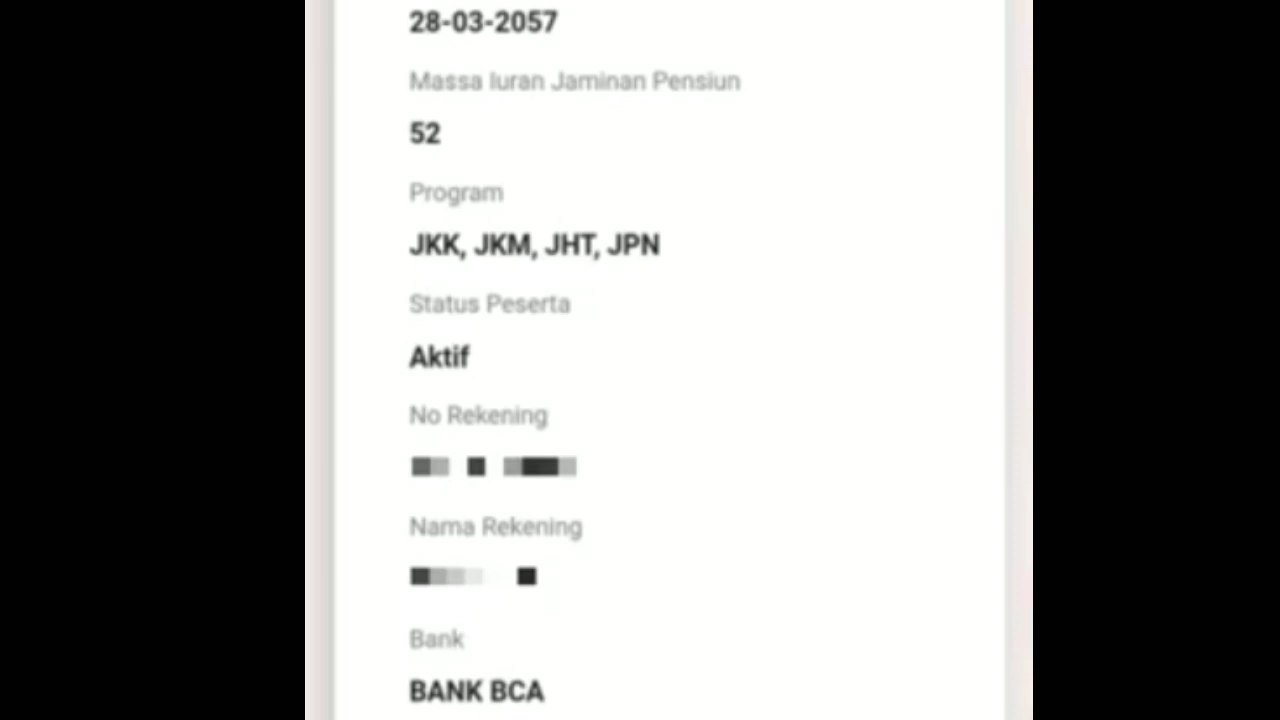 28-03-2057
Massa Iuran Jaminan Pensiun
52
Program
JKK, JKM, JHT, JPN
Status Peserta
Aktif
No Rekening
Nama Rekening
Bank
BANK BCA